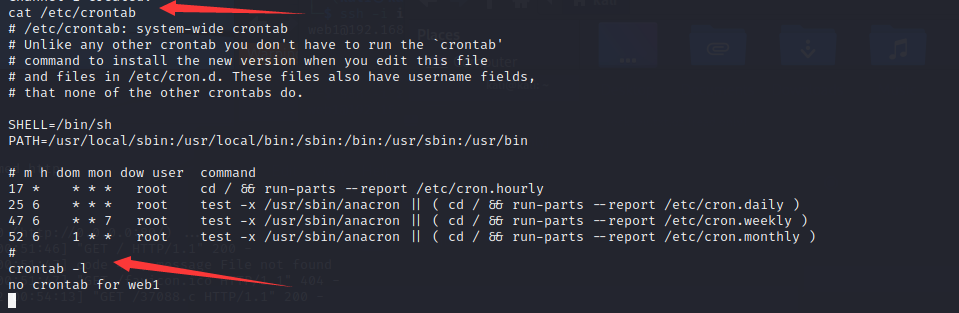 channel 1 created.
cat /etc/crontab
# /etc/crontab: system-wide crontab
# Unlike any other crontab you don't have to run the `crontab'
# command to install the new version when you edit this file
# and files in /etc/cron.d. These files also have username fields,
# that none of the other crontabs do.
SHELL=/bin/sh
PATH=/usr/local/sbin:/usr/local/bin:/sbin:/bin:/usr/sbin:/usr/bin
# m h dom mon dow user  command
17 *    * * *   root    cd / && run-parts --report /etc/cron.hourly
25 6    * * *   root    test -x /usr/sbin/anacron || ( cd / && run-parts --report /etc/cron.daily )
47 6    * * 7   root    test -x /usr/sbin/anacron || ( cd / && run-parts --report /etc/cron.weekly )
52 6    1 * *   root    test -x /usr/sbin/anacron || ( cd / && run-parts --report /etc/cron.monthly )
#
crontab -l
no crontab for web1